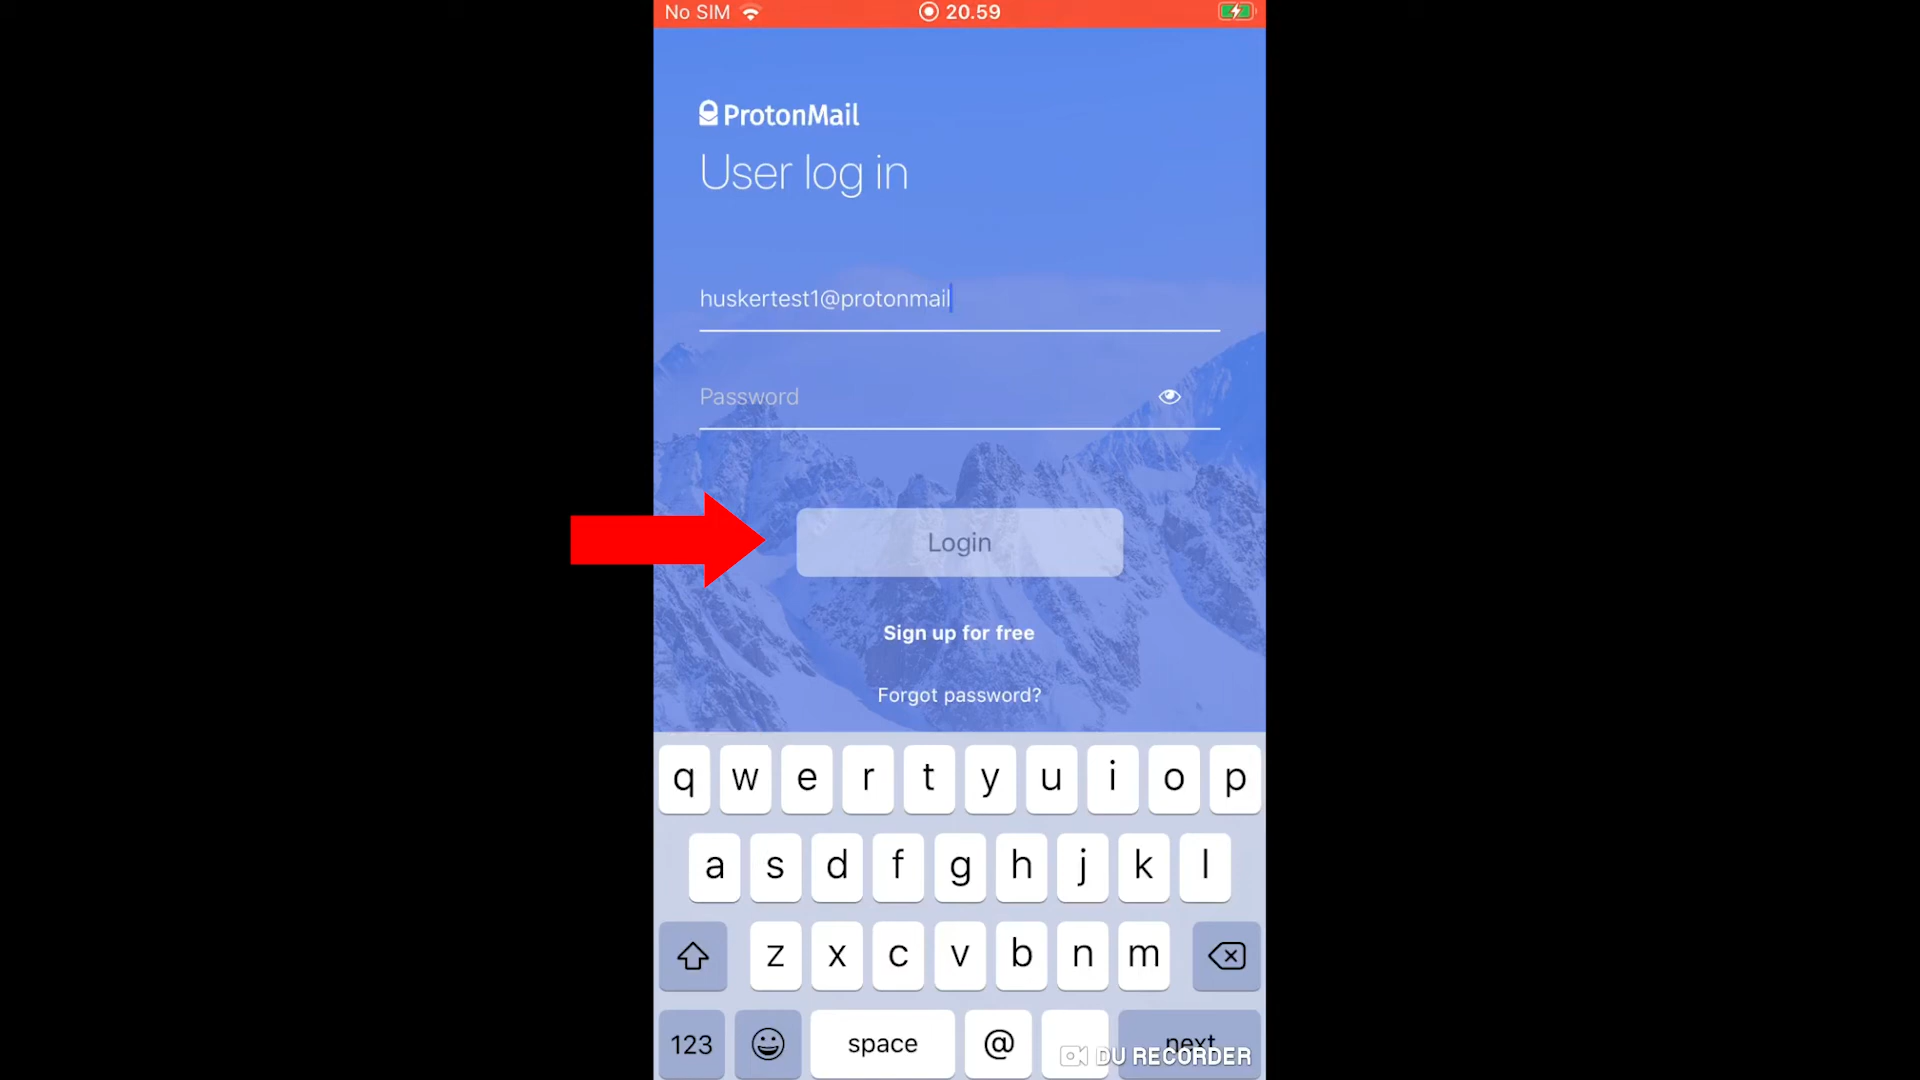 No SIM 20.59
ProtonMail
User log in
huskertest1@protonmail
Password
Login
Sign up for free
Forgot password?
q w e r t y u i o p
a s d f g h j k l
z x c v b n m
123 space @ next
DU RECORDER